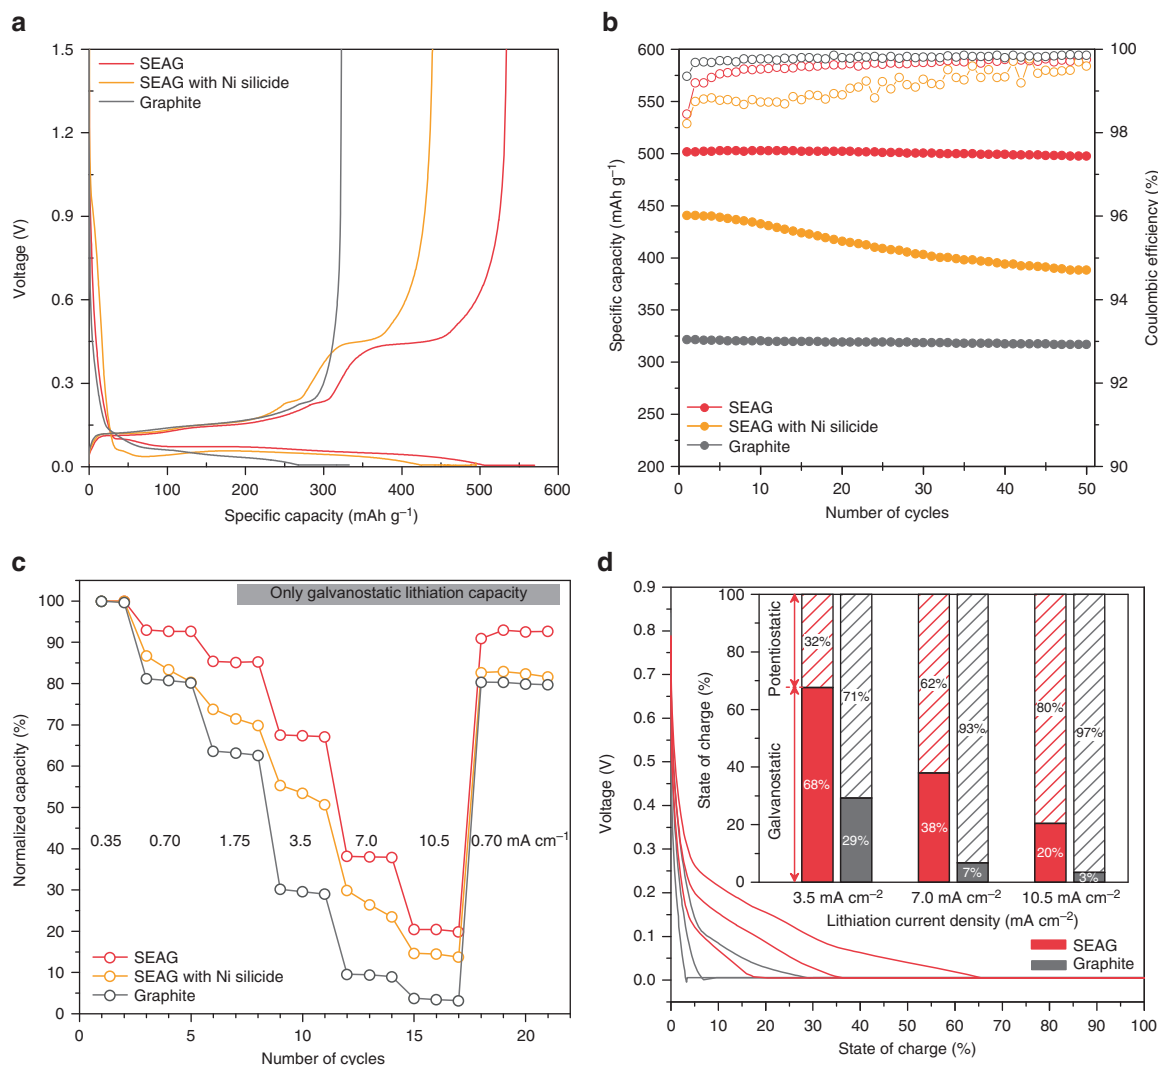 a
1.5
1.2
0.9
0.6
0.3
0.0
Voltage (V)
SEAG
SEAG with Ni silicide
Graphite
0 100 200 300 400 500 600
Specific capacity (mAh g⁻¹)
b
600
550
500
450
400
350
300
250
200
Specific capacity (mAh g⁻¹)
100
98
96
94
92
90
Coulombic efficiency (%)
SEAG
SEAG with Ni silicide
Graphite
0 10 20 30 40 50
Number of cycles
c
100
90
80
70
60
50
40
30
20
10
0
Normalized capacity (%)
Only galvanostatic lithiation capacity
0.35 0.70 1.75 3.5 7.0 10.5 0.70 mA cm⁻¹
SEAG
SEAG with Ni silicide
Graphite
0 5 10 15 20
Number of cycles
d
0.9
0.8
0.7
0.6
0.5
0.4
0.3
0.2
0.1
0.0
Voltage (V)
100
80
60
40
20
0
State of charge (%)
Potentiostatic
Galvanostatic
32% 71% 62% 93% 80% 97%
68% 29% 38% 7% 20% 3%
3.5 mA cm⁻² 7.0 mA cm⁻² 10.5 mA cm⁻²
Lithiation current density (mA cm⁻²)
SEAG
Graphite
0 10 20 30 40 50 60 70 80 90 100
State of charge (%)